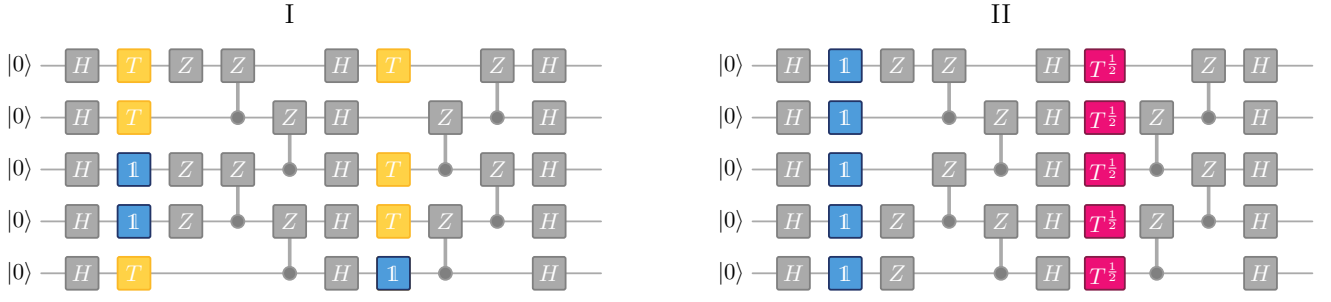 I
|0⟩ H T Z Z H T Z H
|0⟩ H T Z H Z H
|0⟩ H 𝟙 Z Z H T Z H
|0⟩ H 𝟙 Z Z H T Z H
|0⟩ H T H 𝟙 H
II
|0⟩ H 𝟙 Z Z H T^{1/2} Z H
|0⟩ H 𝟙 Z H T^{1/2} Z H
|0⟩ H 𝟙 Z H T^{1/2} Z H
|0⟩ H 𝟙 Z Z H T^{1/2} Z H
|0⟩ H 𝟙 Z H T^{1/2} H